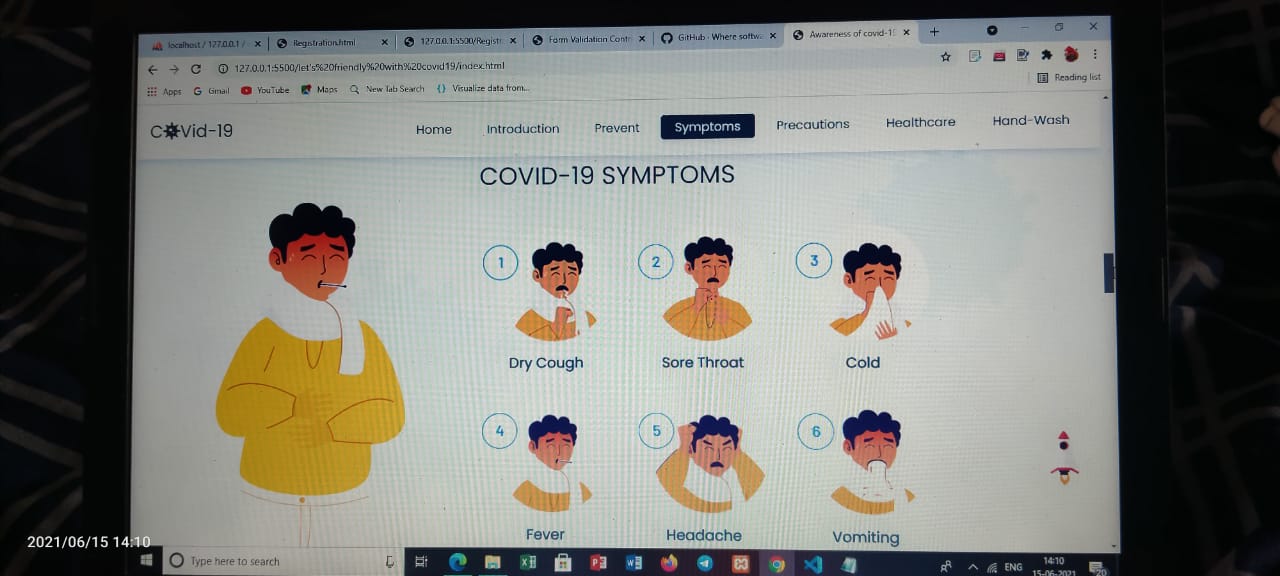 localhost / 127.0.0.1 /
Registration.html
127.0.0.1:5500/Registr
Form Validation Contr
GitHub · Where softwa
Awareness of covid-19
127.0.0.1:5500/let's%20friendly%20with%20covid19/index.html
Apps
Gmail
YouTube
Maps
New Tab Search
Visualize data from...
Reading list
COVid-19
Home
Introduction
Prevent
Symptoms
Precautions
Healthcare
Hand-Wash
COVID-19 SYMPTOMS
1
2
3
Dry Cough
Sore Throat
Cold
4
5
6
Fever
Headache
Vomiting
2021/06/15 14:10
Type here to search
ENG
14:10
15-06-2021
20